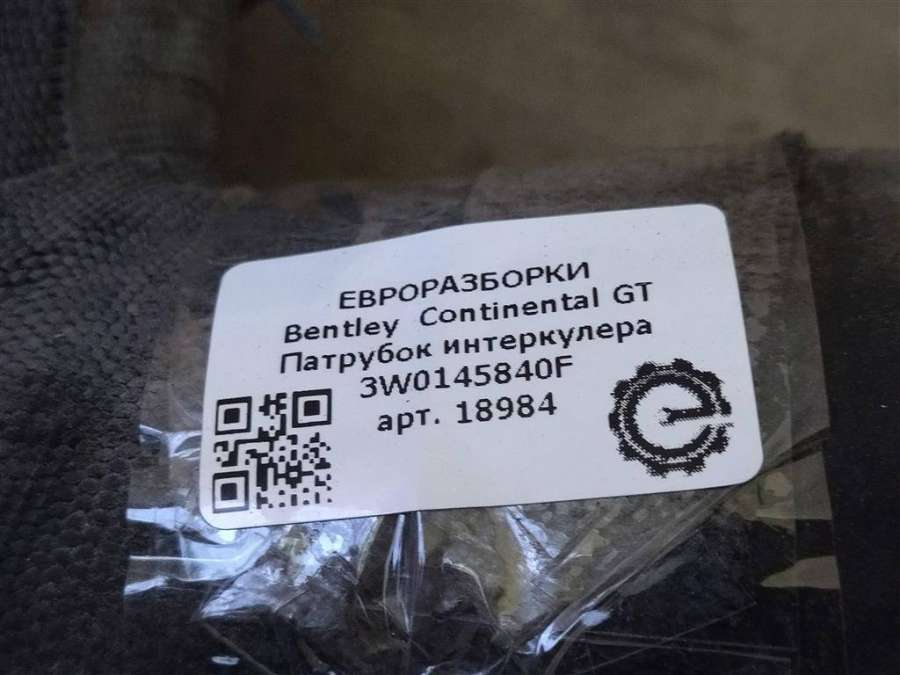 ЕВРОРАЗБОРКИ
Bentley Continental GT
Патрубок интеркулера
3W0145840F
арт. 18984